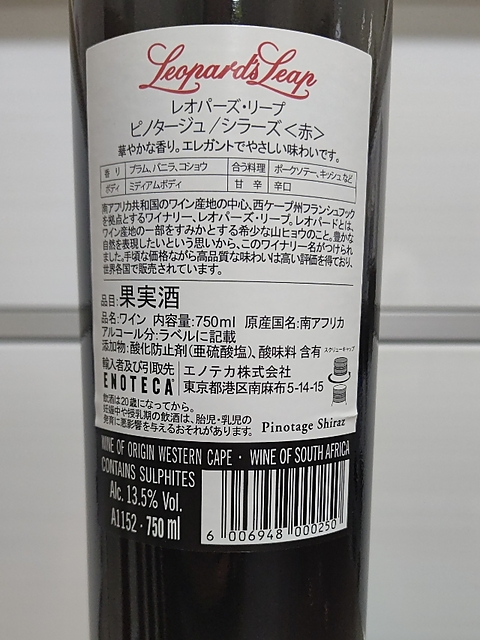 Leopard's Leap
レオパーズ・リープ
ピノタージュ/シラーズ<赤>
華やかな香り。エレガントでやさしい味わいです。
香り プラム、バニラ、コショウ 合う料理 ポークソテー、キッシュなど
ボディ ミディアムボディ 甘辛 辛口
南アフリカ共和国のワイン産地の中心、西ケープ州フランシュフック
を拠点とするワイナリー、レオパーズ・リープ。レオパードとは、
ワイン産地の一部をすみかとする希少な山ヒョウのこと。豊かな
自然を表現したいという思いから、このワイナリー名がつけられ
ました。手頃な価格ながら高品質な味わいは高い評価を得ており、
世界各国で販売されています。
品目:果実酒
品名:ワイン 内容量:750ml 原産国名:南アフリカ
アルコール分:ラベルに記載
添加物:酸化防止剤(亜硫酸塩)、酸味料 含有 スクリューキャップ
輸入者及び引取先 エノテカ株式会社
ENOTECA 東京都港区南麻布5-14-15
飲酒は20歳になってから。
妊娠中や授乳期の飲酒は、胎児・乳児の
発育に悪影響を与えるおそれがあります。
Pinotage Shiraz
WINE OF ORIGIN WESTERN CAPE · WINE OF SOUTH AFRICA
CONTAINS SULPHITES
Alc. 13.5% Vol.
A1152 · 750 ml
6 006948 000250